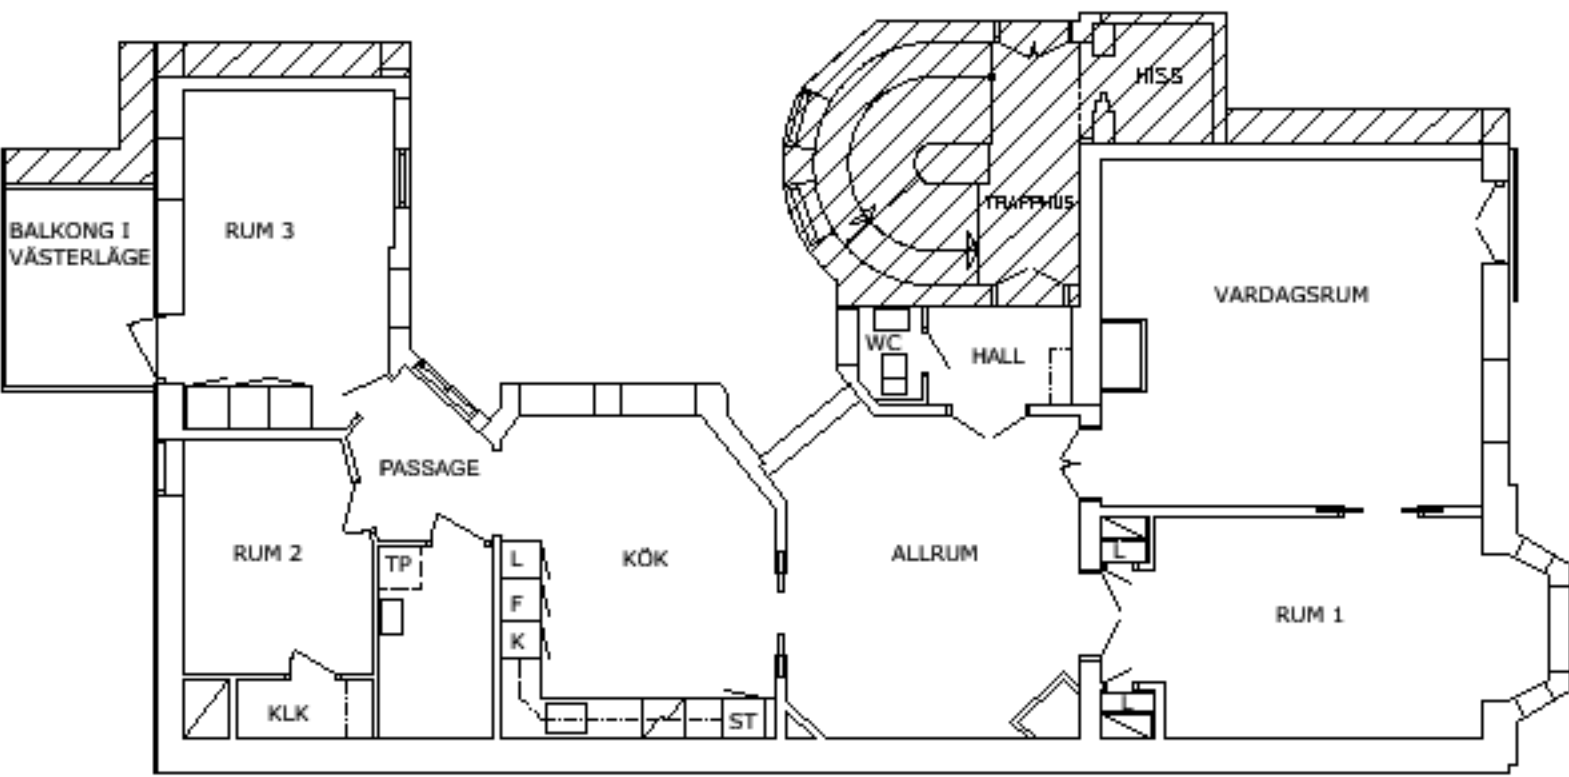 HISS
BALKONG I
VÄSTERLÄGE
RUM 3
TRAPPHUS
VARDAGSRUM
WC
HALL
PASSAGE
RUM 2
TP
L
F
K
KÖK
ALLRUM
L
RUM 1
KLK
ST
L